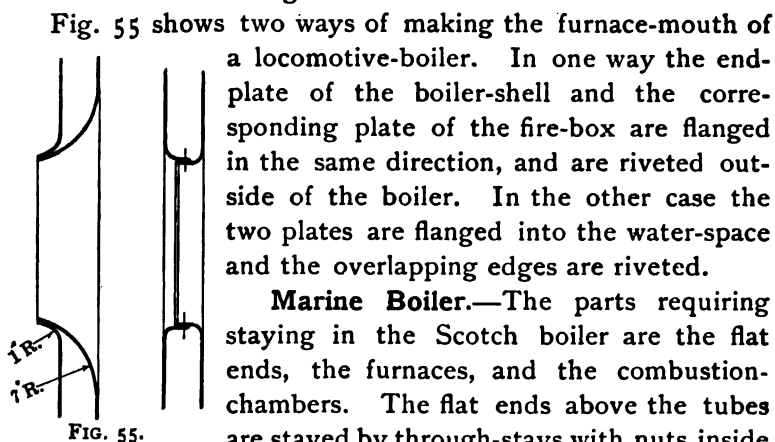 Fig. 55 shows two ways of making the furnace-mouth of
a locomotive-boiler. In one way the end-
plate of the boiler-shell and the corre-
sponding plate of the fire-box are flanged
in the same direction, and are riveted out-
side of the boiler. In the other case the
two plates are flanged into the water-space
and the overlapping edges are riveted.
Marine Boiler.—The parts requiring
staying in the Scotch boiler are the flat
ends, the furnaces, and the combustion-
chambers. The flat ends above the tubes
are stayed by through-stays with nuts inside
1"R.
7"R.
FIG. 55.